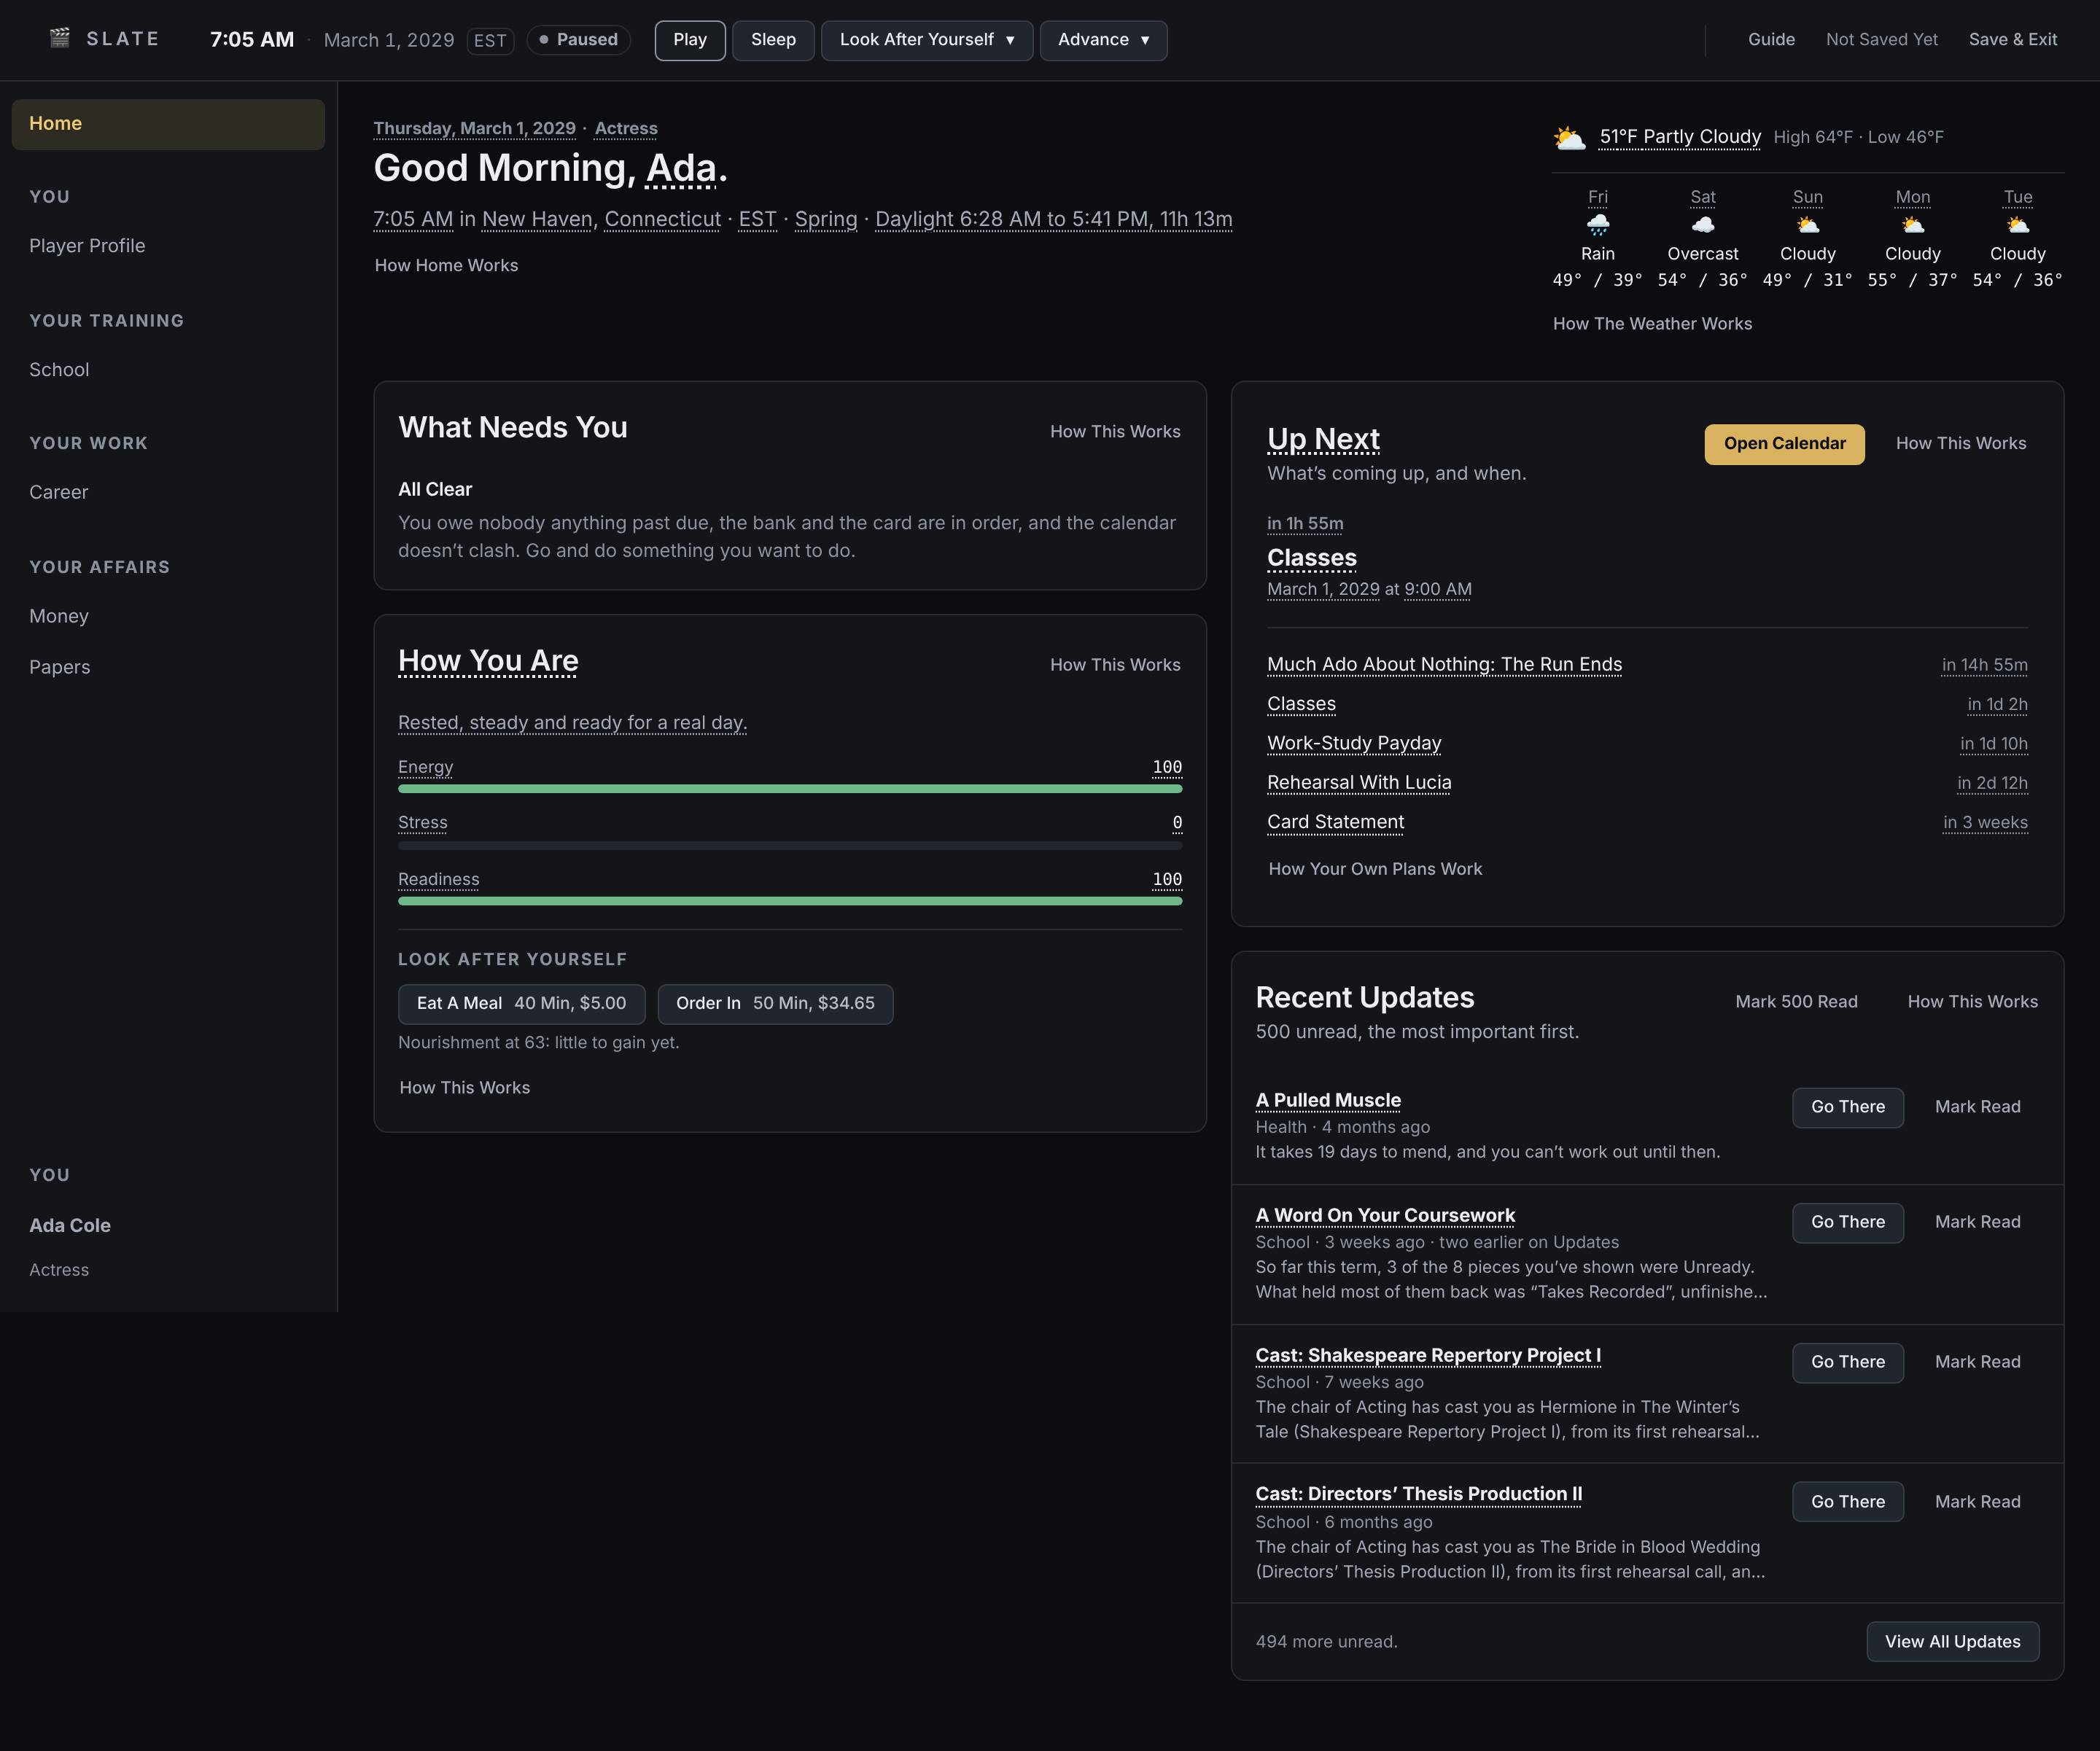 🎬 SLATE
7:05 AM · March 1, 2029 EST
Paused
Play
Sleep
Look After Yourself ▾
Advance ▾
Guide
Not Saved Yet
Save & Exit
Home
YOU
Player Profile
YOUR TRAINING
School
YOUR WORK
Career
YOUR AFFAIRS
Money
Papers
YOU
Ada Cole
Actress
Thursday, March 1, 2029 · Actress
Good Morning, Ada.
7:05 AM in New Haven, Connecticut · EST · Spring · Daylight 6:28 AM to 5:41 PM, 11h 13m
How Home Works
51°F Partly Cloudy High 64°F · Low 46°F
Fri Sat Sun Mon Tue
Rain Overcast Cloudy Cloudy Cloudy
49° / 39° 54° / 36° 49° / 31° 55° / 37° 54° / 36°
How The Weather Works
What Needs You
How This Works
All Clear
You owe nobody anything past due, the bank and the card are in order, and the calendar
doesn’t clash. Go and do something you want to do.
How You Are
How This Works
Rested, steady and ready for a real day.
Energy 100
Stress 0
Readiness 100
LOOK AFTER YOURSELF
Eat A Meal 40 Min, $5.00
Order In 50 Min, $34.65
Nourishment at 63: little to gain yet.
How This Works
Up Next
Open Calendar
How This Works
What’s coming up, and when.
in 1h 55m
Classes
March 1, 2029 at 9:00 AM
Much Ado About Nothing: The Run Ends in 14h 55m
Classes in 1d 2h
Work-Study Payday in 1d 10h
Rehearsal With Lucia in 2d 12h
Card Statement in 3 weeks
How Your Own Plans Work
Recent Updates
Mark 500 Read
How This Works
500 unread, the most important first.
A Pulled Muscle
Go There
Mark Read
Health · 4 months ago
It takes 19 days to mend, and you can’t work out until then.
A Word On Your Coursework
Go There
Mark Read
School · 3 weeks ago · two earlier on Updates
So far this term, 3 of the 8 pieces you’ve shown were Unready.
What held most of them back was “Takes Recorded”, unfinishe…
Cast: Shakespeare Repertory Project I
Go There
Mark Read
School · 7 weeks ago
The chair of Acting has cast you as Hermione in The Winter’s
Tale (Shakespeare Repertory Project I), from its first rehearsal…
Cast: Directors’ Thesis Production II
Go There
Mark Read
School · 6 months ago
The chair of Acting has cast you as The Bride in Blood Wedding
(Directors’ Thesis Production II), from its first rehearsal call, an…
494 more unread.
View All Updates